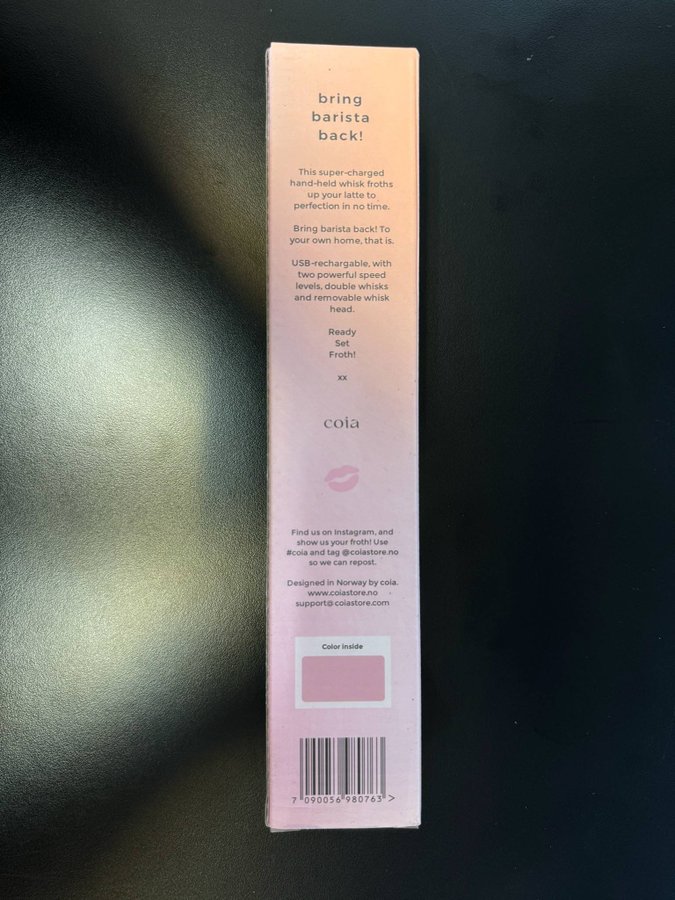 bring
barista
back!
This super-charged
hand-held whisk froths
up your latte to
perfection in no time.
Bring barista back! To
your own home, that is.
USB-rechargable, with
two powerful speed
levels, double whisks
and removable whisk
head.
Ready
Set
Froth!
xx
coia
Find us on Instagram, and
show us your froth! Use
#coia and tag @coiastore.no
so we can repost.
Designed in Norway by coia.
www.coiastore.no
support@coiastore.com
Color inside
7 090056 980763 >